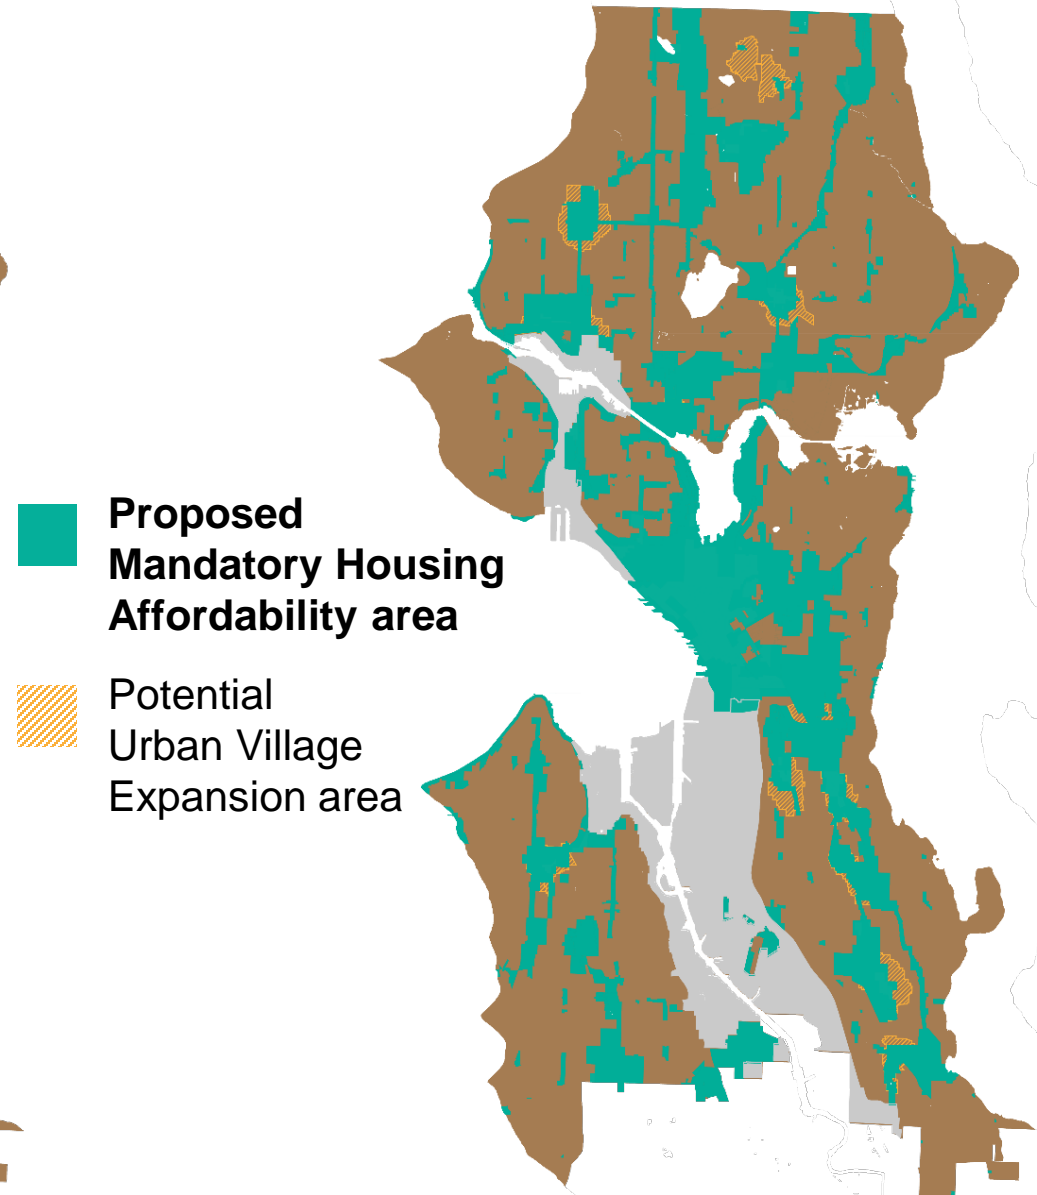 Proposed
Mandatory Housing
Affordability area
Potential
Urban Village
Expansion area